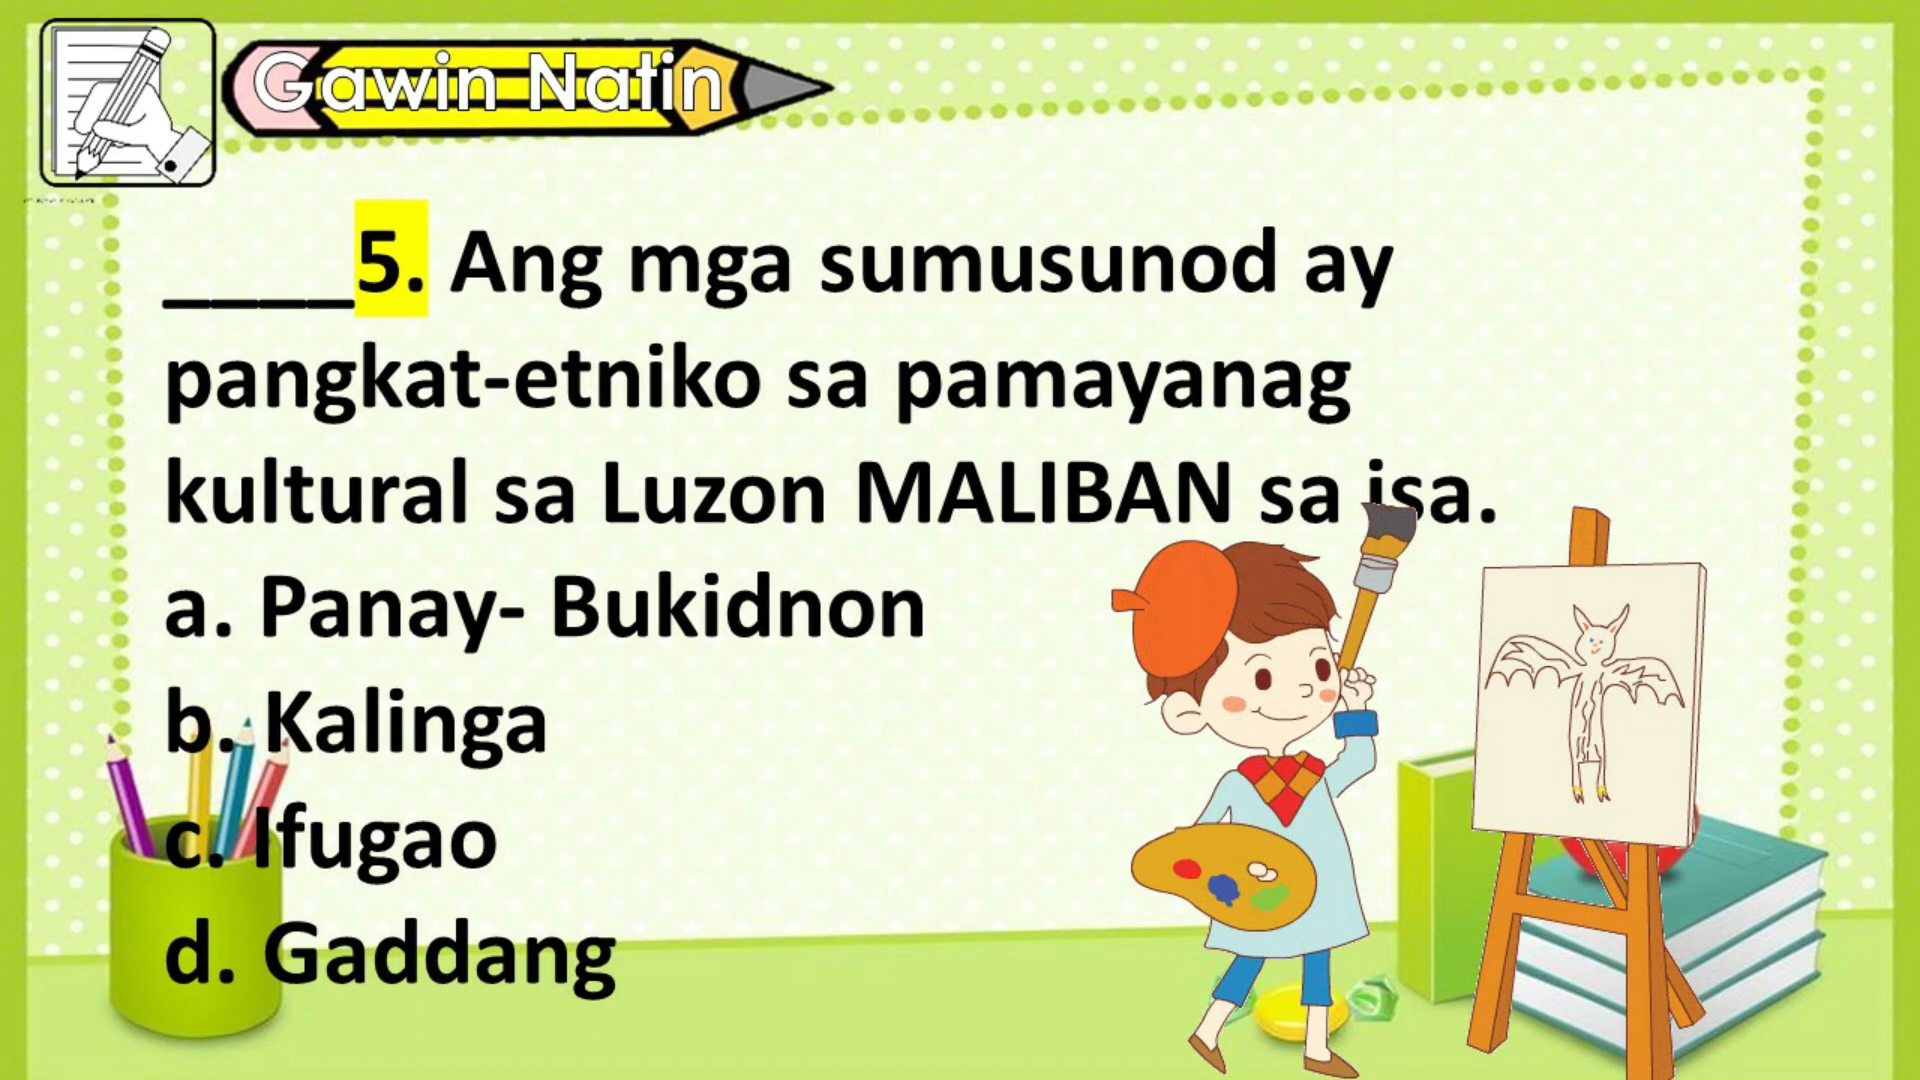 Gawin Natin
____5. Ang mga sumusunod ay
pangkat-etniko sa pamayanag
kultural sa Luzon MALIBAN sa isa.
a. Panay- Bukidnon
b. Kalinga
c. Ifugao
d. Gaddang